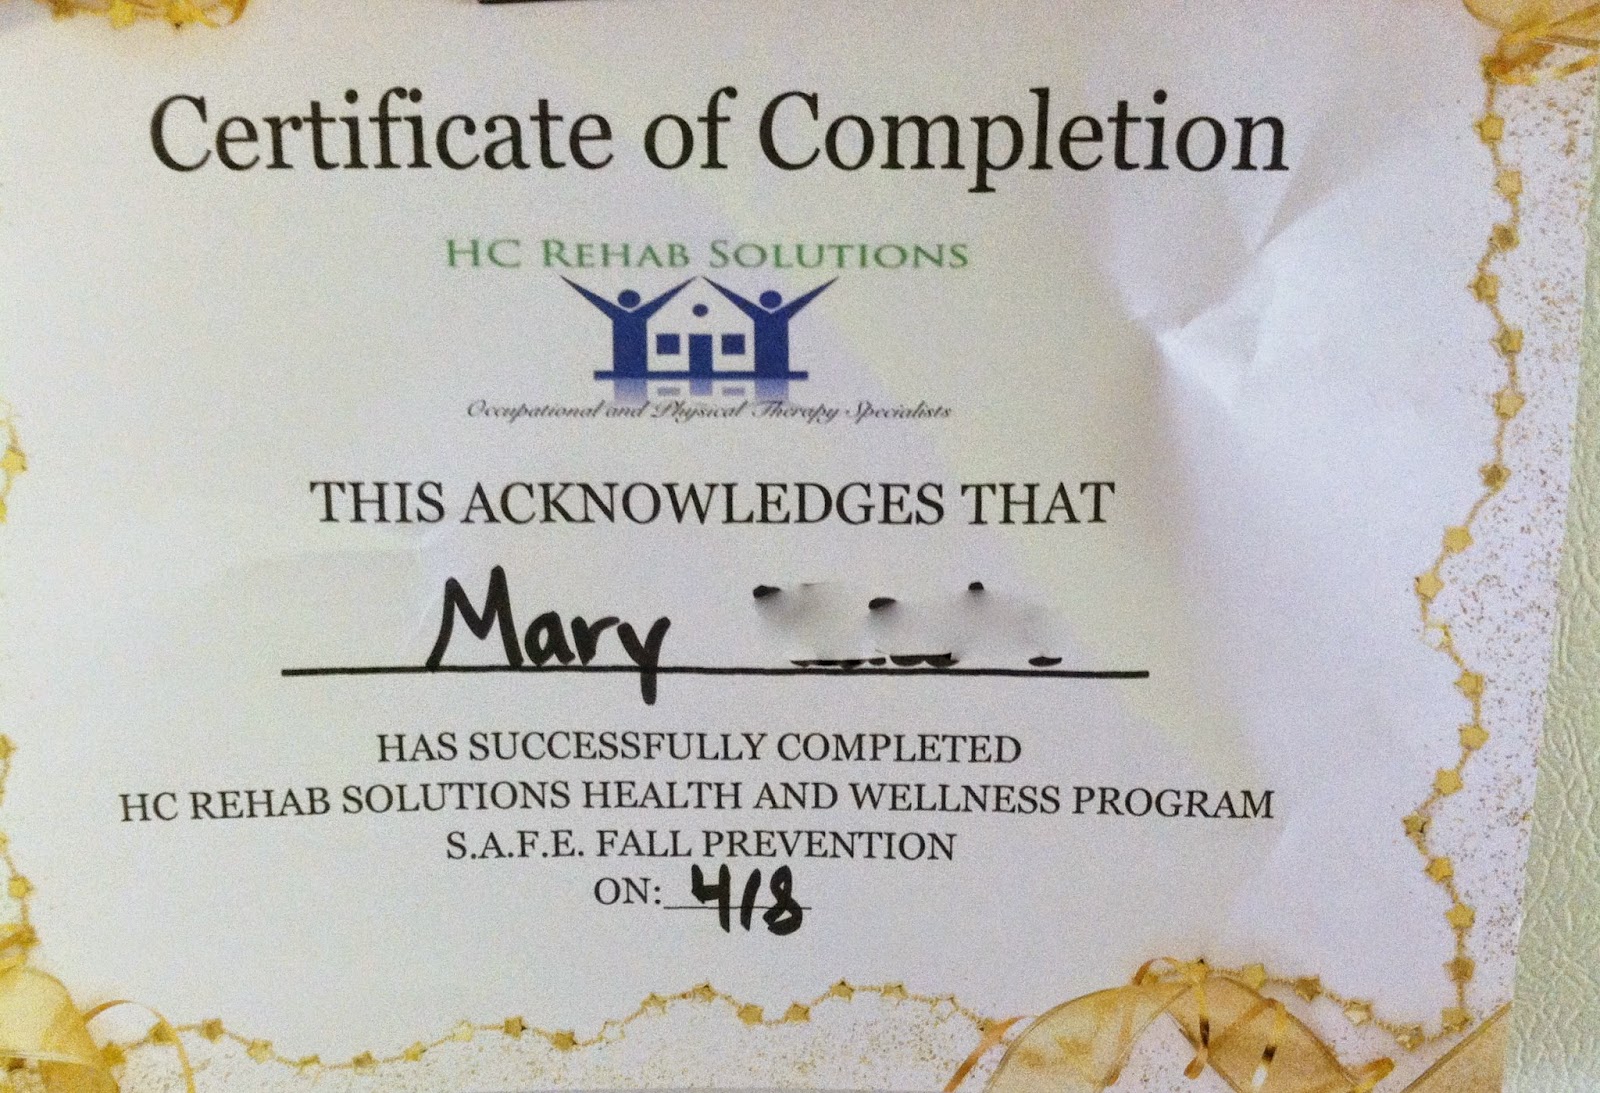 Certificate of Completion
HC REHAB SOLUTIONS
Occupational and Physical Therapy Specialists
THIS ACKNOWLEDGES THAT
Mary
HAS SUCCESSFULLY COMPLETED
HC REHAB SOLUTIONS HEALTH AND WELLNESS PROGRAM
S.A.F.E. FALL PREVENTION
ON: 4/8